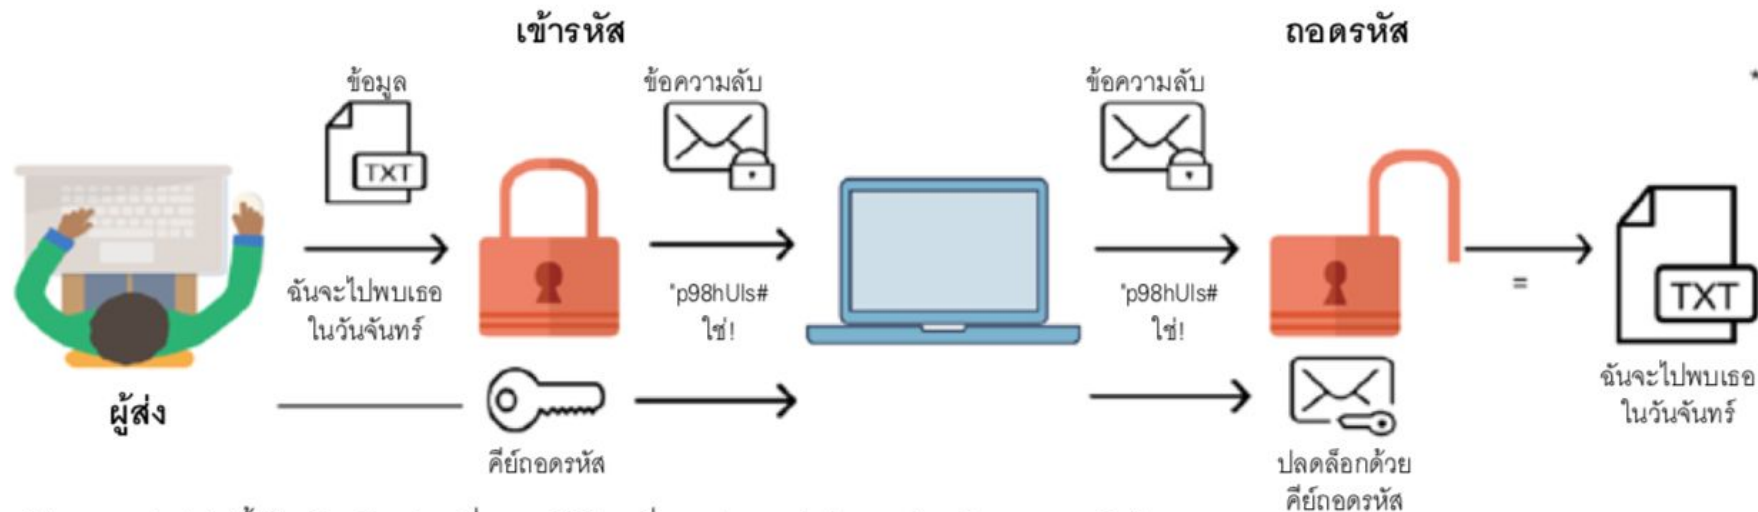 เข้ารหัส
ถอดรหัส
ข้อมูล
ข้อความลับ
ข้อความลับ
*
TXT
ฉันจะไปพบเธอ
ในวันจันทร์
"p98hUIs#
ใช่!
"p98hUIs#
ใช่!
=
TXT
ฉันจะไปพบเธอ
ในวันจันทร์
ผู้ส่ง
คีย์ถอดรหัส
ปลดล็อกด้วย
คีย์ถอดรหัส